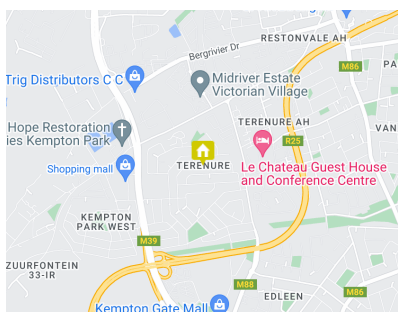 RESTONVALE AH
Bergrivier Dr
M86
Trig Distributors C C
Midriver Estate
Victorian Village
PA
TERENURE AH
Hope Restoration
ies Kempton Park
VAN
R25
Shopping mall
TERENURE
Le Chateau Guest House
and Conference Centre
KEMPTON
PARK WEST
M39
ZUURFONTEIN
33-IR
M88
EDLEEN
M86
Kempton Gate Mall